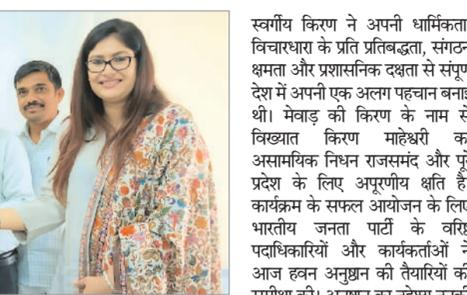 स्वर्गीय किरण ने अपनी धार्मिकता
विचारधारा के प्रति प्रतिबद्धता, संगठन
क्षमता और प्रशासनिक दक्षता से संपूण
देश में अपनी एक अलग पहचान बनाइ
थी। मेवाड़ की किरण के नाम से
विख्यात किरण माहेश्वरी क
असामयिक निधन राजसमंद और पूरे
प्रदेश के लिए अपूरणीय क्षति है
कार्यक्रम के सफल आयोजन के लिए
भारतीय जनता पार्टी के वरिष्ठ
पदाधिकारियों और कार्यकर्ताओं ने
आज हवन अनुष्ठान की तैयारियों की